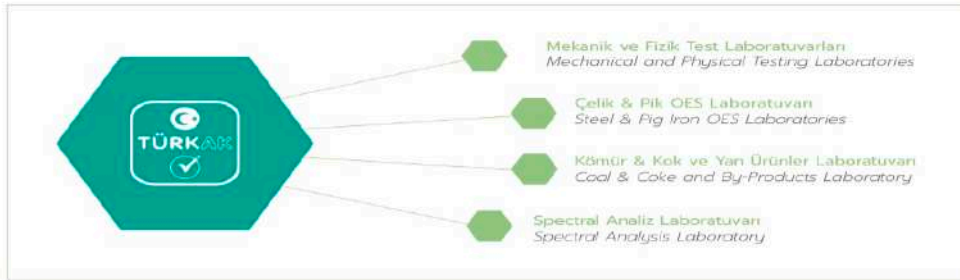 TÜRKAK
Mekanik ve Fizik Test Laboratuvarları
Mechanical and Physical Testing Laboratories
Çelik & Pik OES Laboratuvarı
Steel & Pig Iron OES Laboratories
Kömür & Kok ve Yan Ürünler Laboratuvarı
Coal & Coke and By-Products Laboratory
Spectral Analiz Laboratuvarı
Spectral Analysis Laboratory